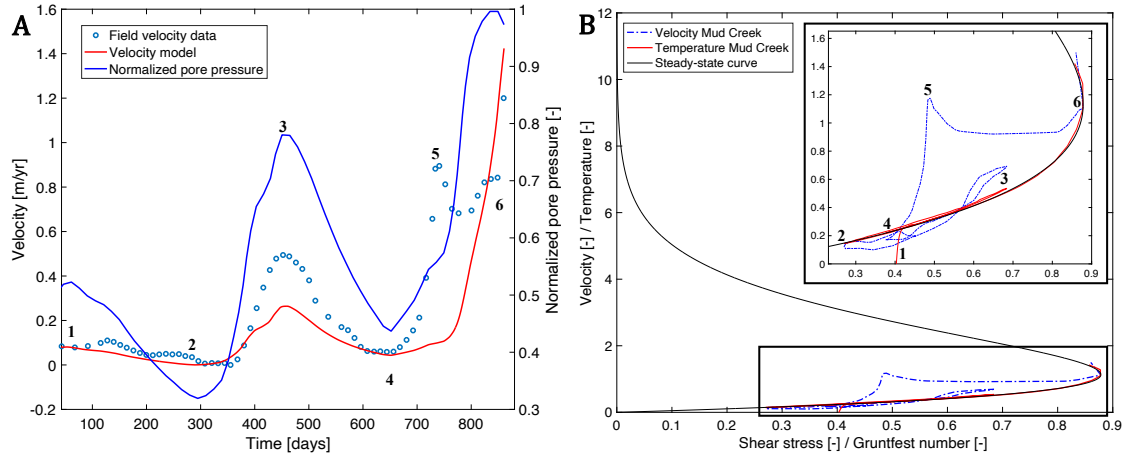 A
Field velocity data
Velocity model
Normalized pore pressure
Velocity [m/yr]
1.6
1.4
1.2
1
0.8
0.6
0.4
0.2
0
-0.2
1
0.9
0.8
0.7
0.6
0.5
0.4
0.3
Normalized pore pressure [-]
1
2
3
4
5
6
100 200 300 400 500 600 700 800
Time [days]
B
Velocity Mud Creek
Temperature Mud Creek
Steady-state curve
Velocity [-] / Temperature [-]
12
10
8
6
4
2
0
0 0.1 0.2 0.3 0.4 0.5 0.6 0.7 0.8 0.9
Shear stress [-] / Gruntfest number [-]
1.6
1.4
1.2
1
0.8
0.6
0.4
0.2
0
0.3 0.4 0.5 0.6 0.7 0.8 0.9
1
2
3
4
5
6